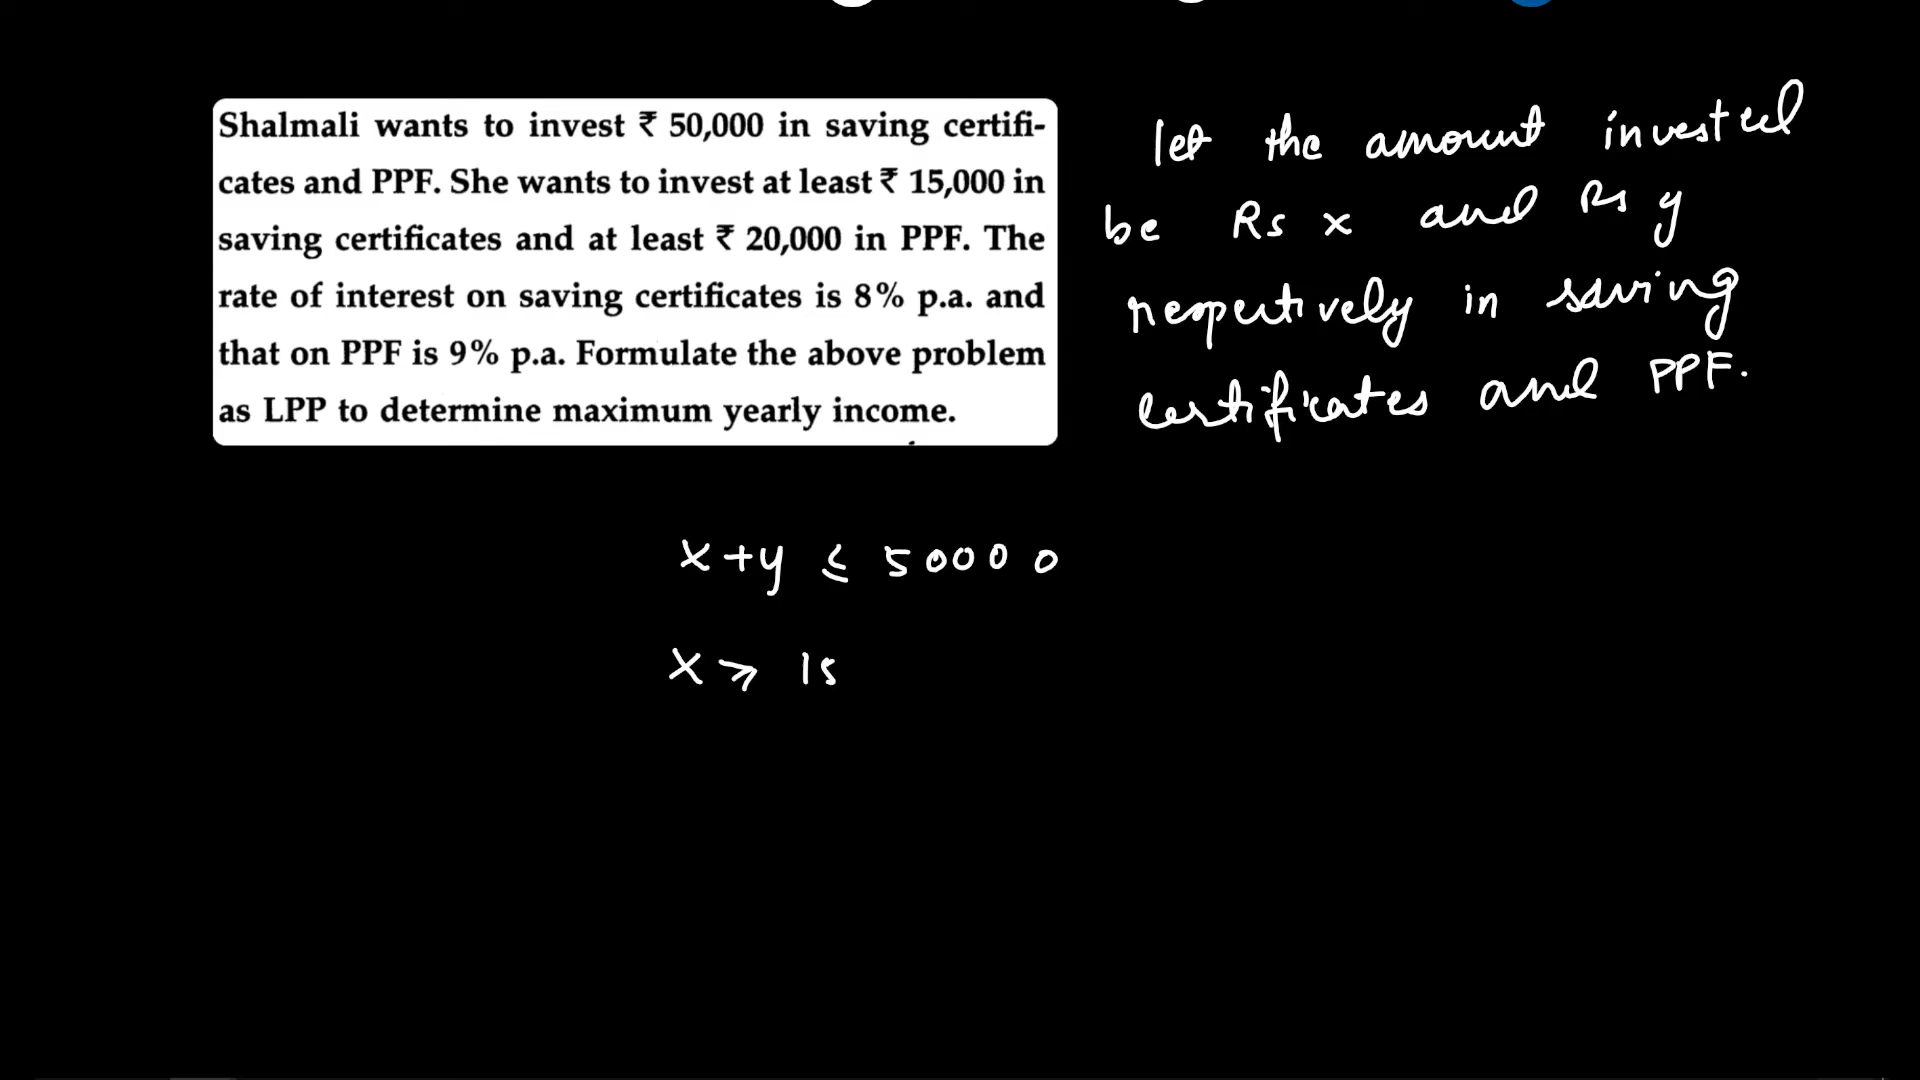 Shalmali wants to invest ₹ 50,000 in saving certifi-
cates and PPF. She wants to invest at least ₹ 15,000 in
saving certificates and at least ₹ 20,000 in PPF. The
rate of interest on saving certificates is 8% p.a. and
that on PPF is 9% p.a. Formulate the above problem
as LPP to determine maximum yearly income.
let the amount invested
be Rs x and Rs y
respectively in saving
certificates and PPF.
x+y ≤ 50000
x ≥ 15